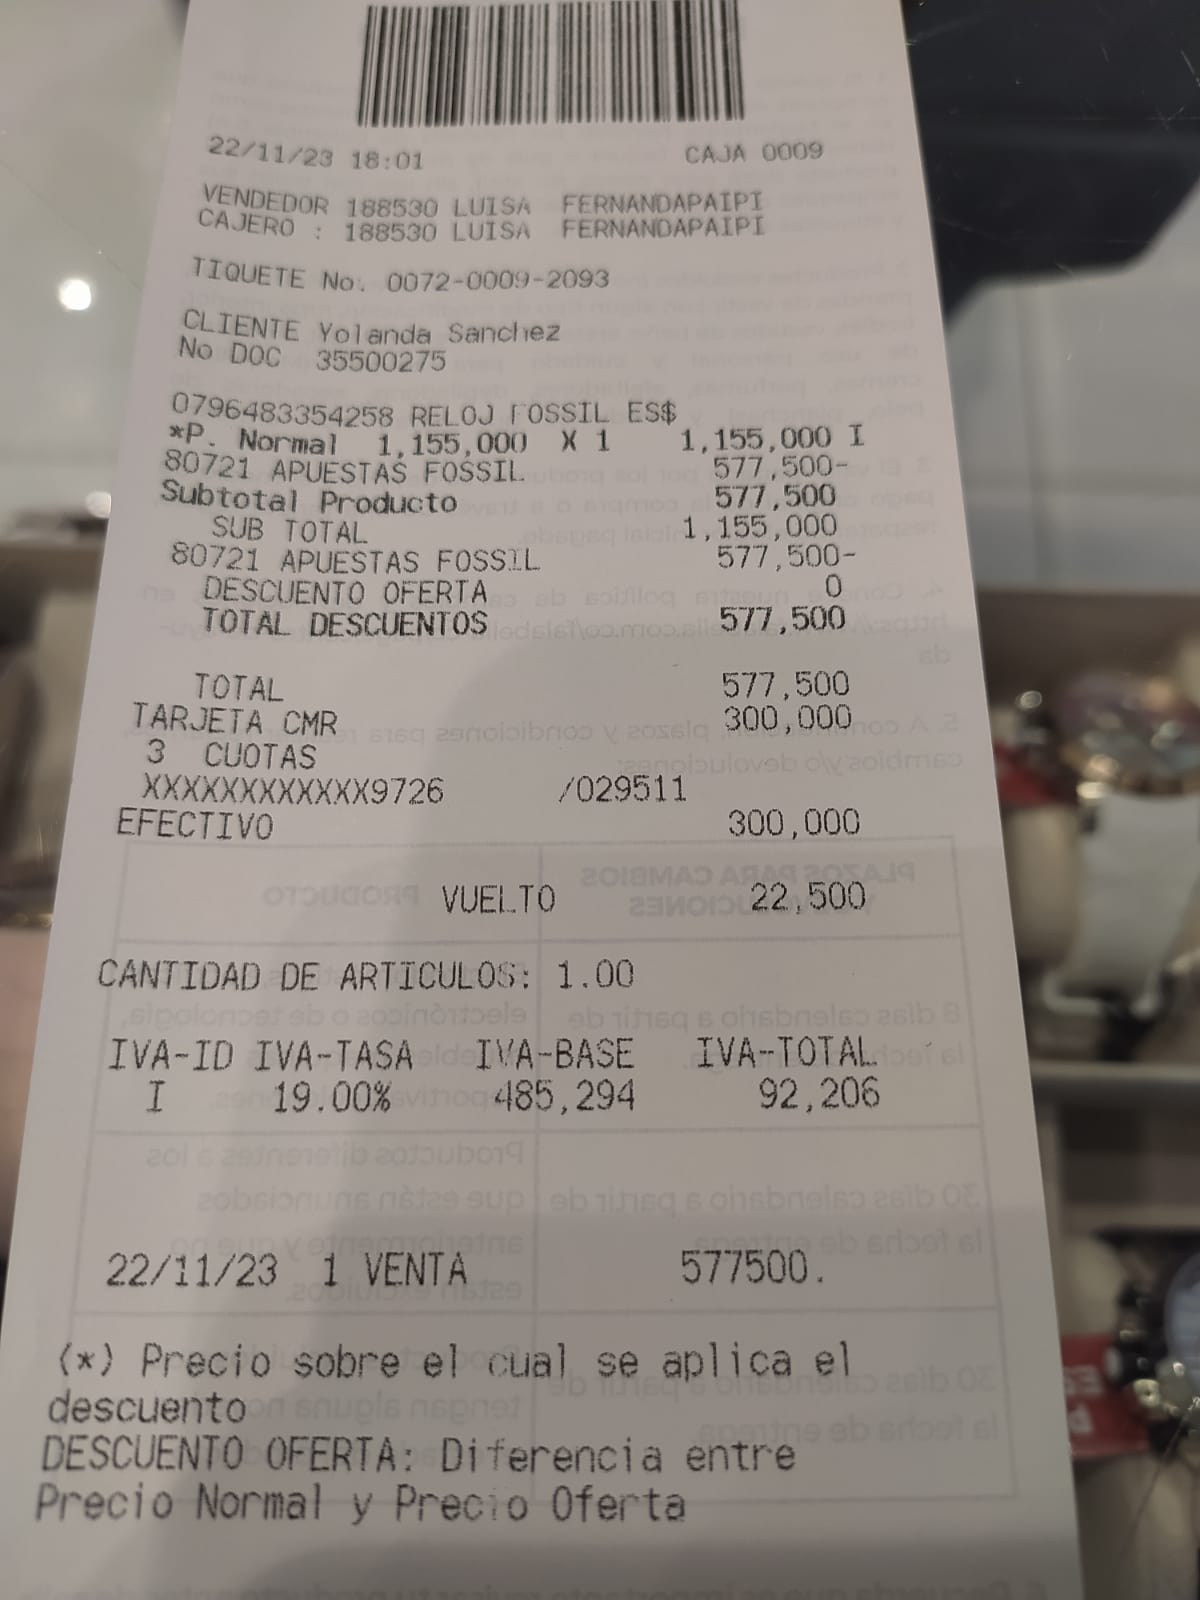 22/11/23 18:01 CAJA 0009
VENDEDOR 188530 LUISA FERNANDAPAIPI
CAJERO : 188530 LUISA FERNANDAPAIPI
TIQUETE No. 0072-0009-2093
CLIENTE Yolanda Sanchez
No DOC 35500275
0796483354258 RELOJ FOSSIL ES$
*P. Normal 1,155,000 X 1 1,155,000 I
80721 APUESTAS FOSSIL 577,500-
Subtotal Producto 577,500
SUB TOTAL 1,155,000
80721 APUESTAS FOSSIL 577,500-
DESCUENTO OFERTA 0
TOTAL DESCUENTOS 577,500
TOTAL 577,500
TARJETA CMR 300,000
3 CUOTAS
XXXXXXXXXXXX9726 /029511
EFECTIVO 300,000
VUELTO 22,500
CANTIDAD DE ARTICULOS: 1.00
IVA-ID IVA-TASA IVA-BASE IVA-TOTAL
I 19.00% 485,294 92,206
22/11/23 1 VENTA 577500.
(*) Precio sobre el cual se aplica el
descuento
DESCUENTO OFERTA: Diferencia entre
Precio Normal y Precio Oferta